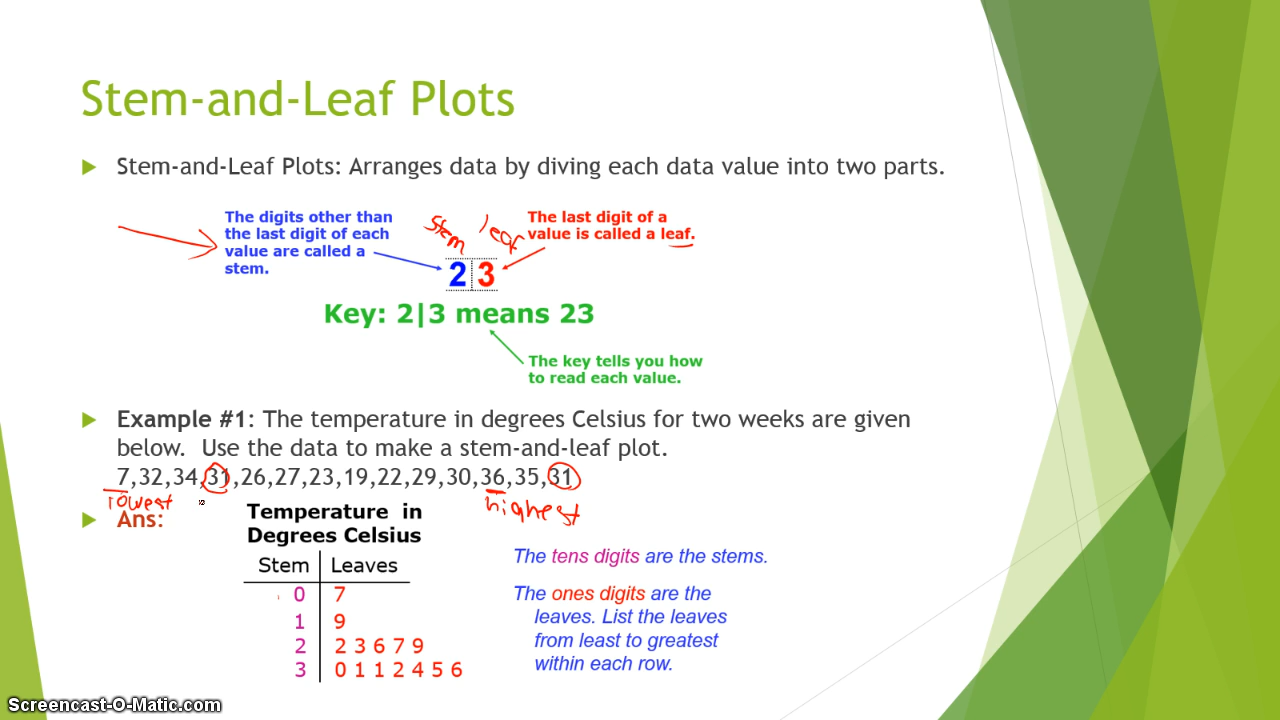 Stem-and-Leaf Plots
Stem-and-Leaf Plots: Arranges data by diving each data value into two parts.
The digits other than
the last digit of each
value are called a
stem.
stem
leaf
The last digit of a
value is called a leaf.
2 3
Key: 2|3 means 23
The key tells you how
to read each value.
Example #1: The temperature in degrees Celsius for two weeks are given
below. Use the data to make a stem-and-leaf plot.
7,32,34,31,26,27,23,19,22,29,30,36,35,31
lowest
highest
Ans:
Temperature in
Degrees Celsius
Stem Leaves
0 7
1 9
2 2 3 6 7 9
3 0 1 1 2 4 5 6
The tens digits are the stems.
The ones digits are the
leaves. List the leaves
from least to greatest
within each row.
Screencast-O-Matic.com